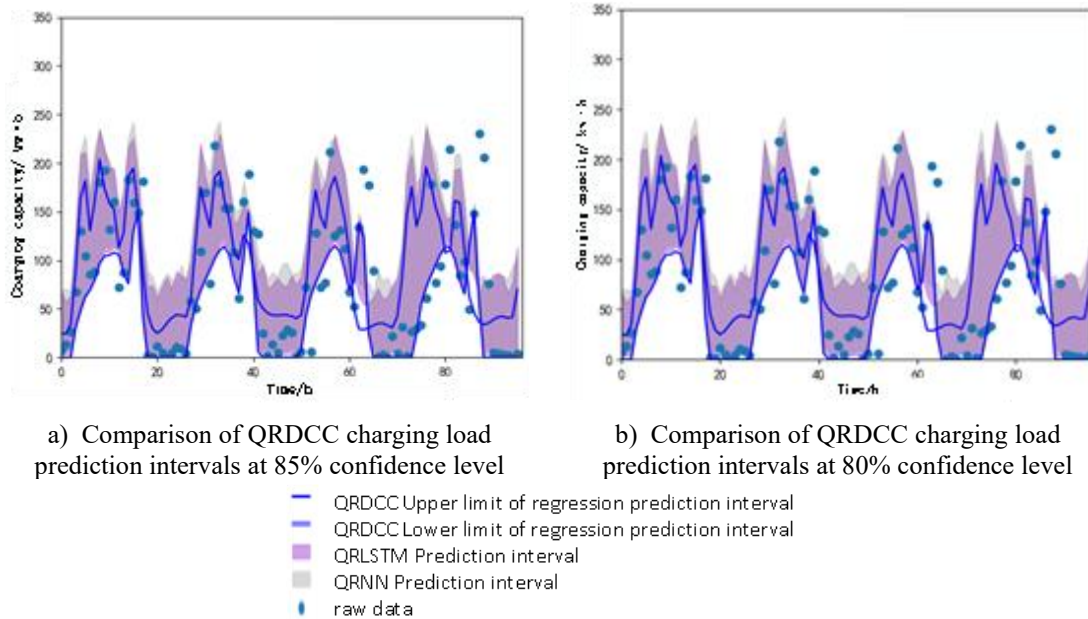 350
300
250
200
150
100
50
0
0 20 40 60 80
350
300
250
200
150
100
50
0
0 20 40 60 80
Charging capacity/
a) Comparison of QRDCC charging load
prediction intervals at 85% confidence level
b) Comparison of QRDCC charging load
prediction intervals at 80% confidence level
QRDCC Upper limit of regression prediction interval
QRDCC Lower limit of regression prediction interval
QRLSTM Prediction interval
QRNN Prediction interval
raw data